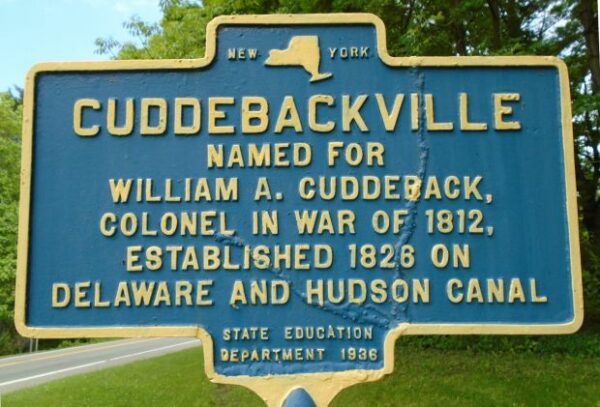 NEW YORK
CUDDEBACKVILLE
NAMED FOR
WILLIAM A. CUDDEBACK,
COLONEL IN WAR OF 1812,
ESTABLISHED 1826 ON
DELAWARE AND HUDSON CANAL
STATE EDUCATION
DEPARTMENT 1936